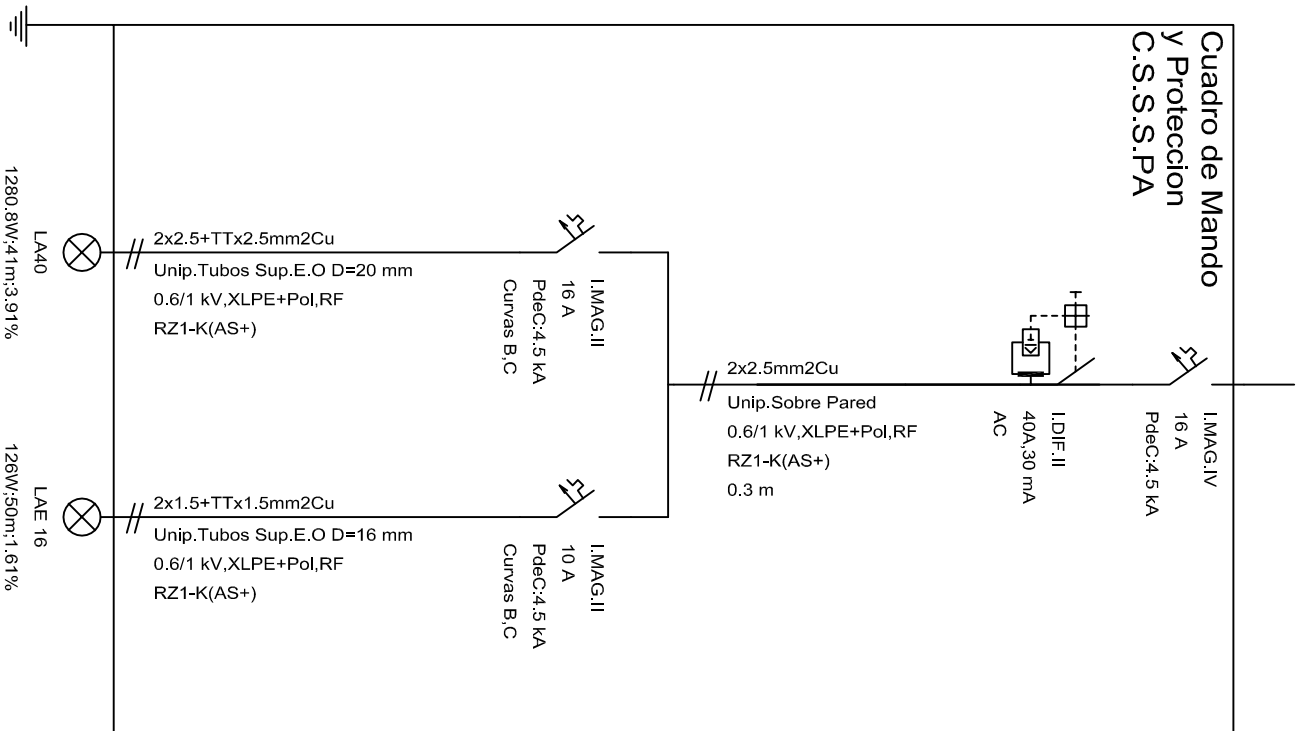 Cuadro de Mando
y Proteccion
C.S.S.S.PA
I.MAG.IV
16 A
PdeC:4.5 kA
I.DIF.II
40A,30 mA
AC
2x2.5mm2Cu
Unip.Sobre Pared
0.6/1 kV,XLPE+Pol,RF
RZ1-K(AS+)
0.3 m
I.MAG.II
16 A
PdeC:4.5 kA
Curvas B,C
2x2.5+TTx2.5mm2Cu
Unip.Tubos Sup.E.O D=20 mm
0.6/1 kV,XLPE+Pol,RF
RZ1-K(AS+)
LA40
1280.8W;41m;3.91%
I.MAG.II
10 A
PdeC:4.5 kA
Curvas B,C
2x1.5+TTx1.5mm2Cu
Unip.Tubos Sup.E.O D=16 mm
0.6/1 kV,XLPE+Pol,RF
RZ1-K(AS+)
LAE 16
126W;50m;1.61%